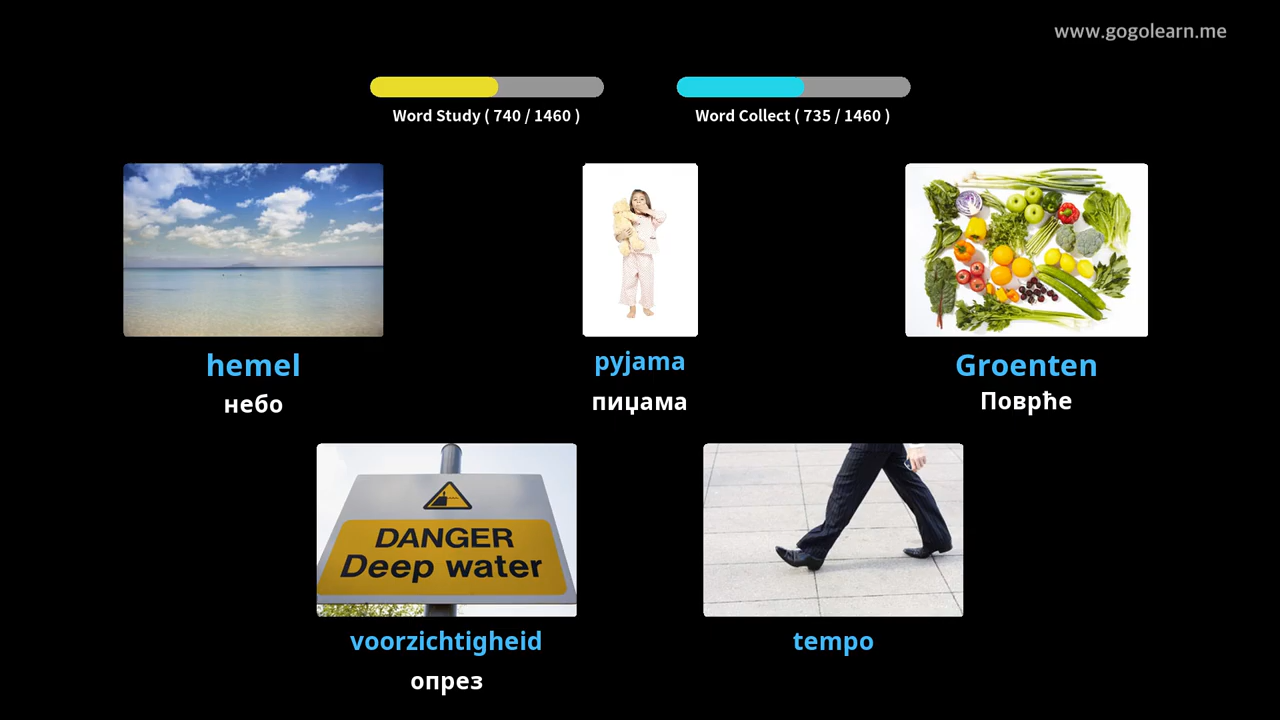 www.gogolearn.me
Word Study ( 740 / 1460 )
Word Collect ( 735 / 1460 )
hemel
небо
pyjama
пиџама
Groenten
Поврће
DANGER
Deep water
voorzichtigheid
опрез
tempo